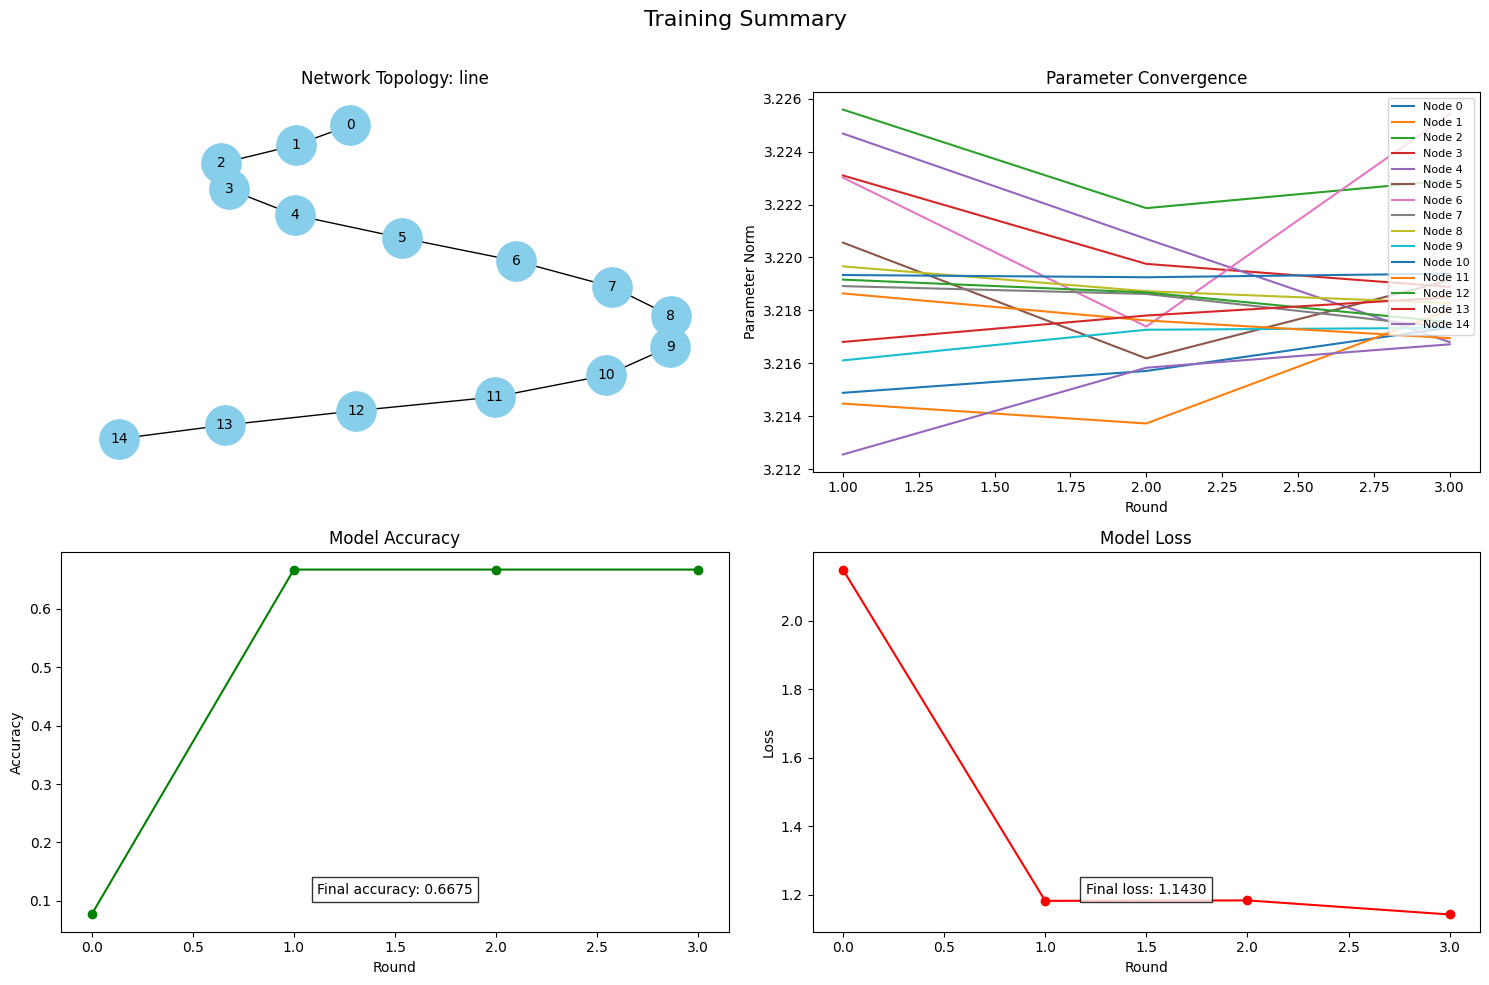 Training Summary
Network Topology: line
0
1
2
3
4
5
6
7
8
9
10
11
12
13
14
Parameter Convergence
Parameter Norm
3.226
3.224
3.222
3.220
3.218
3.216
3.214
3.212
1.00 1.25 1.50 1.75 2.00 2.25 2.50 2.75 3.00
Round
Node 0
Node 1
Node 2
Node 3
Node 4
Node 5
Node 6
Node 7
Node 8
Node 9
Node 10
Node 11
Node 12
Node 13
Node 14
Model Accuracy
Accuracy
0.6
0.5
0.4
0.3
0.2
0.1
Final accuracy: 0.6675
0.0 0.5 1.0 1.5 2.0 2.5 3.0
Round
Model Loss
Loss
2.0
1.8
1.6
1.4
1.2
Final loss: 1.1430
0.0 0.5 1.0 1.5 2.0 2.5 3.0
Round